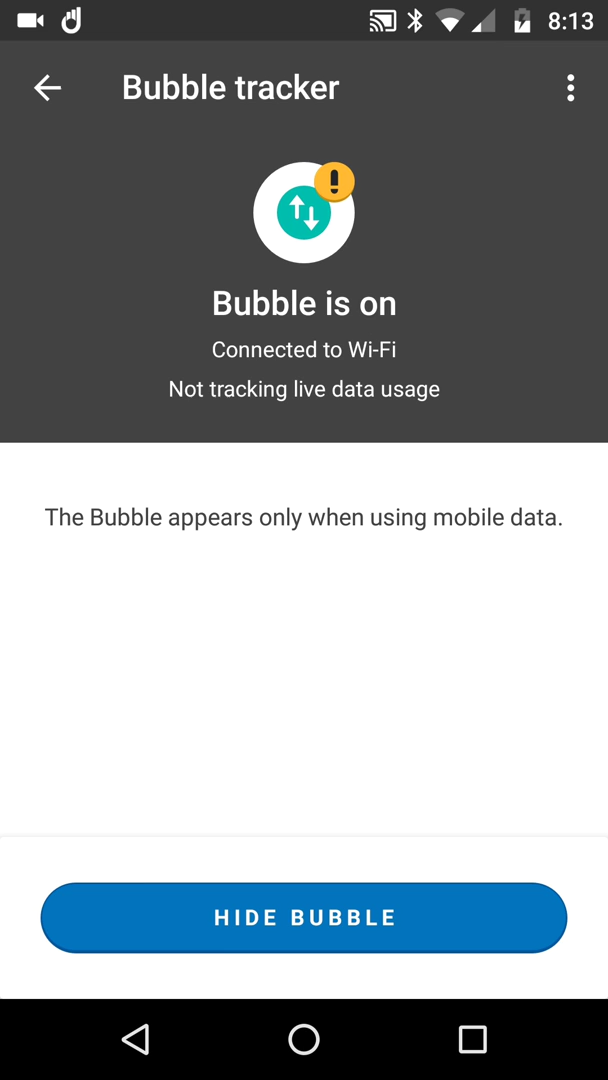 8:13
Bubble tracker
Bubble is on
Connected to Wi-Fi
Not tracking live data usage
The Bubble appears only when using mobile data.
HIDE BUBBLE